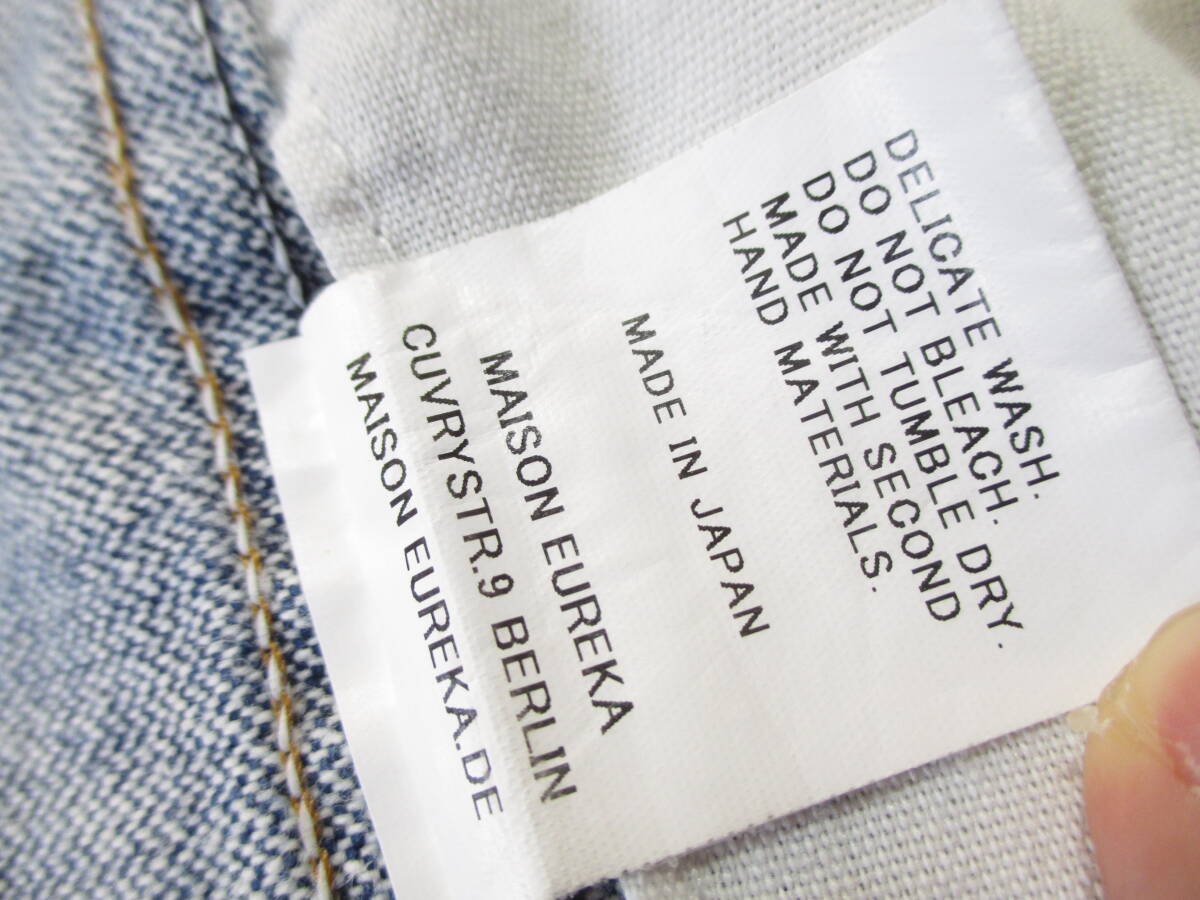 DELICATE WASH.
DO NOT BLEACH.
DO NOT TUMBLE DRY.
MADE WITH SECOND
HAND MATERIALS.
MADE IN JAPAN
MAISON EUREKA
CUVRYSTR.9 BERLIN
MAISON EUREKA.DE